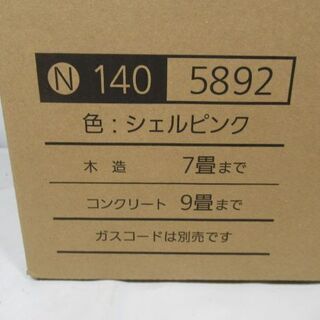 N 140 5892
色:シェルピンク
木 造 7畳まで
コンクリート 9畳まで
ガスコードは別売です